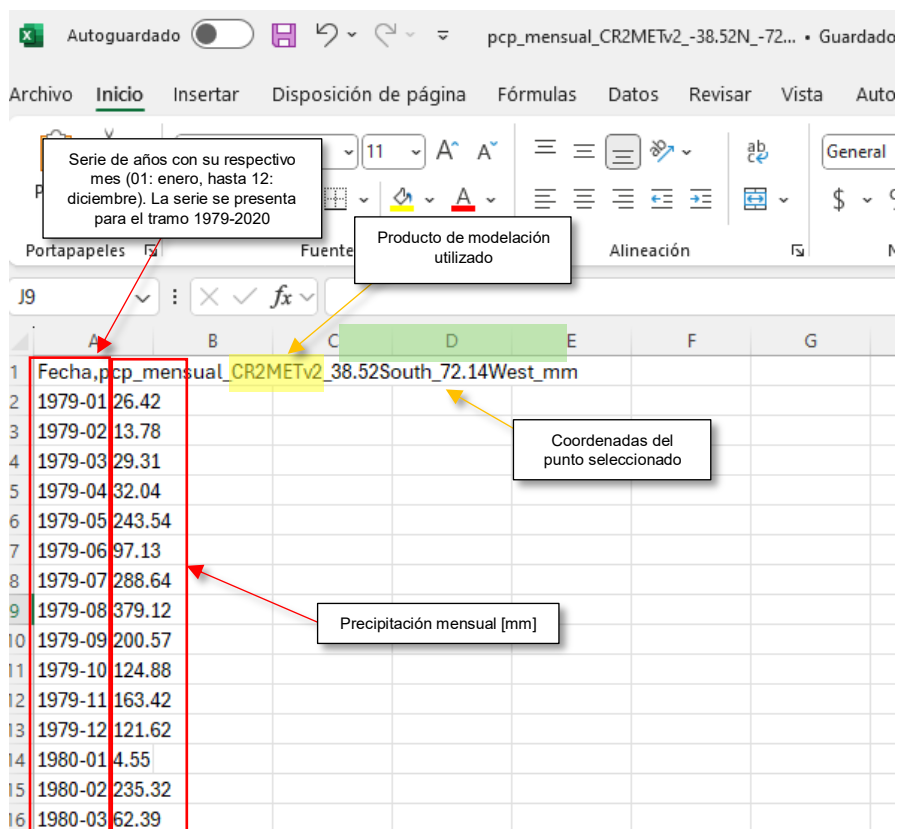 Autoguardado
pcp_mensual_CR2METv2_-38.52N_-72... • Guardado
Archivo Inicio Insertar Disposición de página Fórmulas Datos Revisar Vista Auto
Serie de años con su respectivo
mes (01: enero, hasta 12:
diciembre). La serie se presenta
para el tramo 1979-2020
11 A^ A˅ ab General
P A $
Producto de modelación
utilizado
Portapapeles Fuente Alineación N
J9 fx
A B C D E F G
1 Fecha,pcp_mensual_CR2METv2_38.52South_72.14West_mm
2 1979-01 26.42
3 1979-02 13.78
4 1979-03 29.31
5 1979-04 32.04
6 1979-05 243.54
7 1979-06 97.13
8 1979-07 288.64
9 1979-08 379.12
10 1979-09 200.57
11 1979-10 124.88
12 1979-11 163.42
13 1979-12 121.62
14 1980-01 4.55
15 1980-02 235.32
16 1980-03 62.39
Coordenadas del
punto seleccionado
Precipitación mensual [mm]